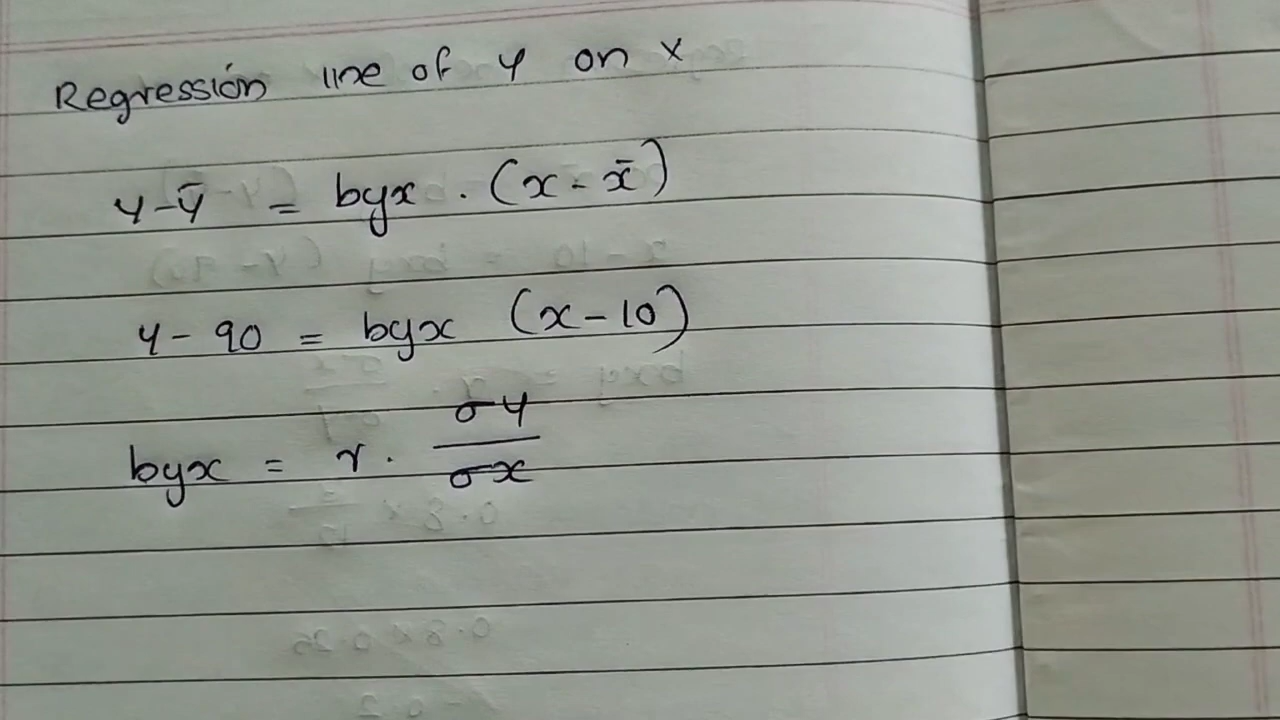 Regression line of y on x
y - ȳ = byx . (x - x̄)
y - 90 = byx (x - 10)
byx = r . σy / σx